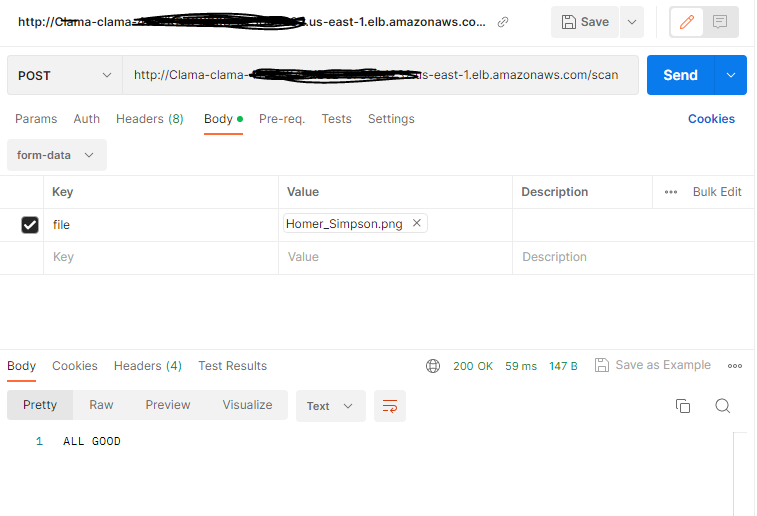 http://Clama-clama-.us-east-1.elb.amazonaws.co...
Save
POST http://Clama-clama-us-east-1.elb.amazonaws.com/scan Send
Params Auth Headers (8) Body Pre-req. Tests Settings Cookies
form-data
Key Value Description Bulk Edit
file Homer_Simpson.png
Key Value Description
Body Cookies Headers (4) Test Results 200 OK 59 ms 147 B Save as Example
Pretty Raw Preview Visualize Text
1 ALL GOOD